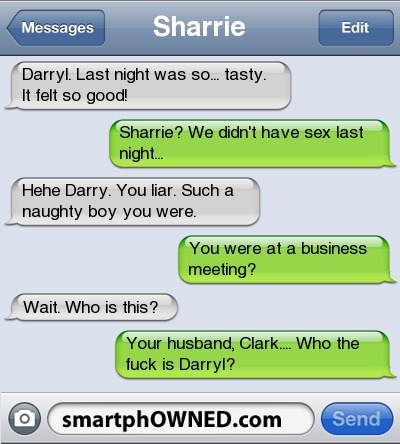 Messages
Sharrie
Edit
Darryl. Last night was so... tasty.
It felt so good!
Sharrie? We didn't have sex last
night...
Hehe Darry. You liar. Such a
naughty boy you were.
You were at a business
meeting?
Wait. Who is this?
Your husband, Clark.... Who the
fuck is Darryl?
smartphOWNED.com
Send